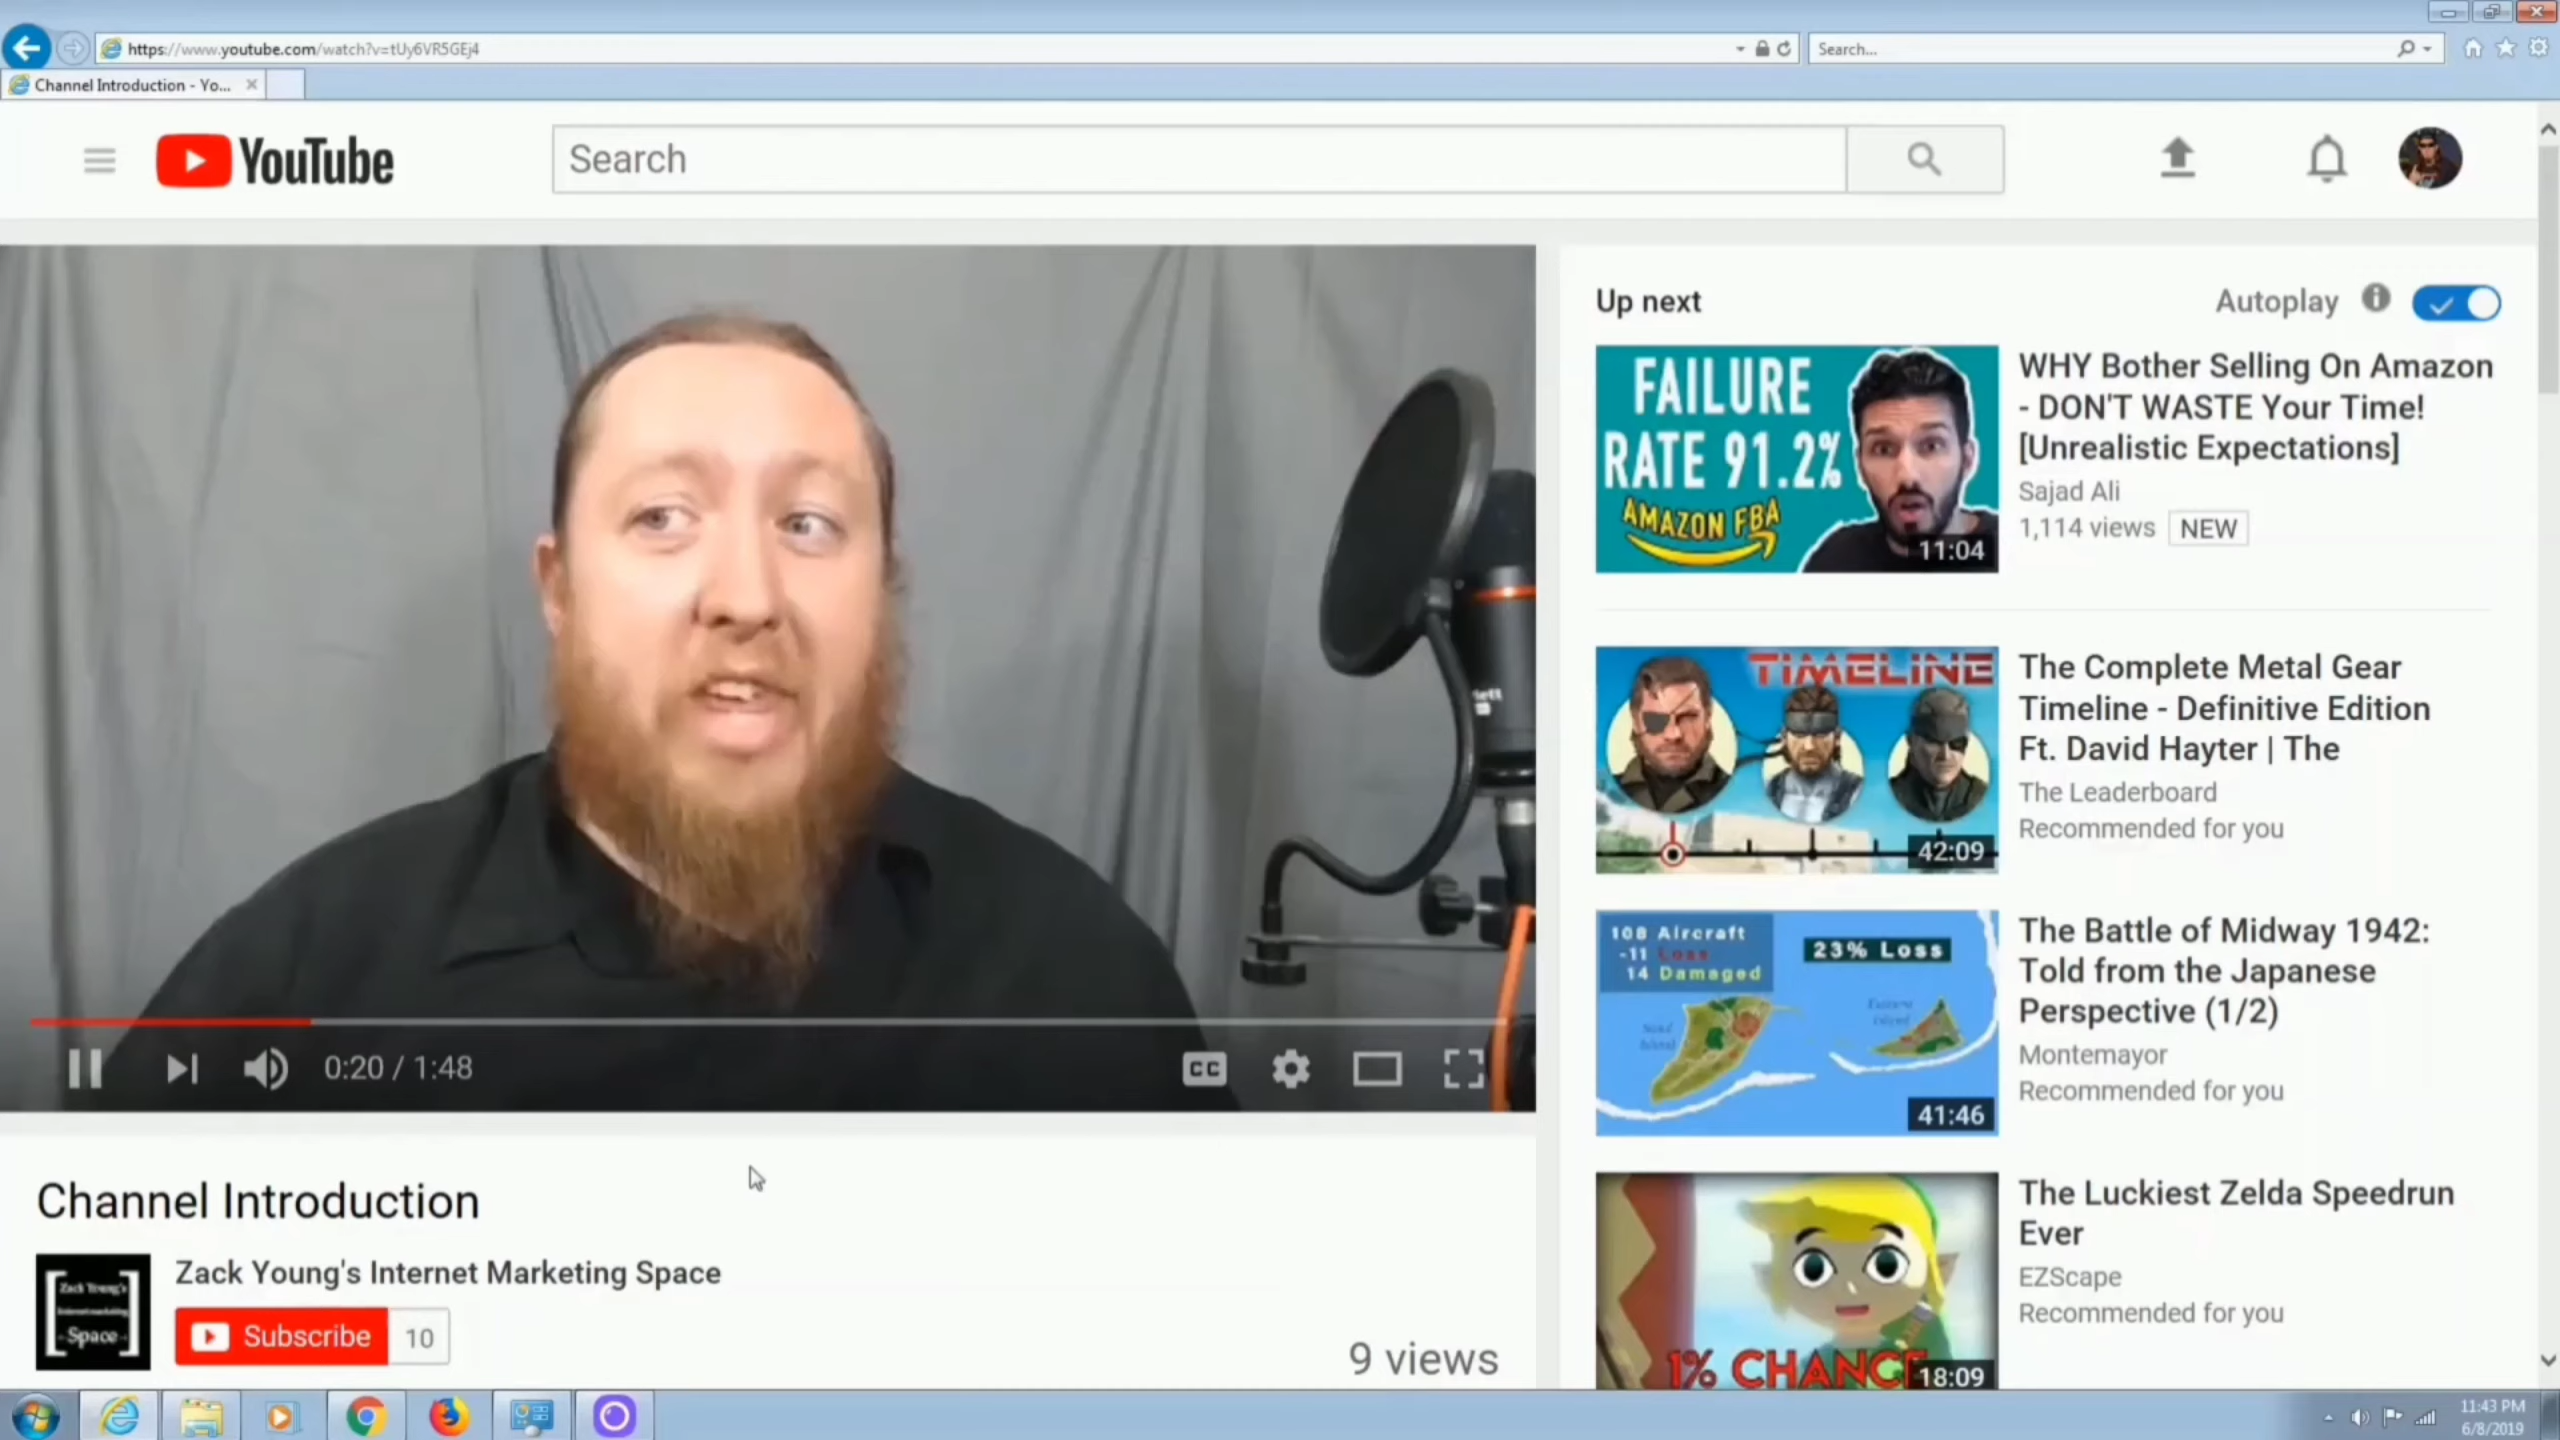 https://www.youtube.com/watch?v=tUy6VR5GEj4
Search...
Channel Introduction - Yo...
YouTube
Search
Up next
Autoplay
FAILURE
RATE 91.2%
AMAZON FBA
11:04
WHY Bother Selling On Amazon
- DON'T WASTE Your Time!
[Unrealistic Expectations]
Sajad Ali
1,114 views NEW
TIMELINE
42:09
The Complete Metal Gear
Timeline - Definitive Edition
Ft. David Hayter | The
The Leaderboard
Recommended for you
108 Aircraft
-11 Loss
14 Damaged
23% Loss
41:46
The Battle of Midway 1942:
Told from the Japanese
Perspective (1/2)
Montemayor
Recommended for you
1% CHANCE
18:09
The Luckiest Zelda Speedrun
Ever
EZScape
Recommended for you
0:20 / 1:48
CC
Channel Introduction
Zack Young's
Space
Zack Young's Internet Marketing Space
Subscribe 10
9 views
11:43 PM
6/8/2019